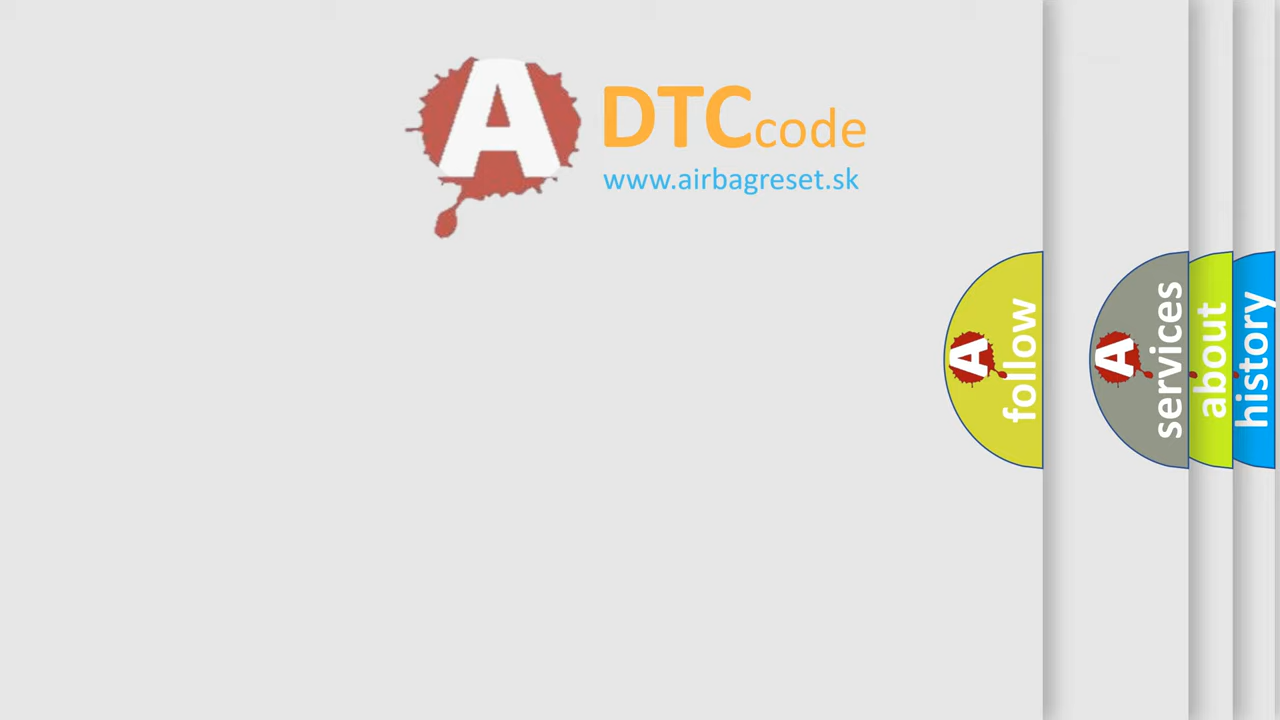 A
DTCcode
www.airbagreset.sk
A
follow
A
services
about
history